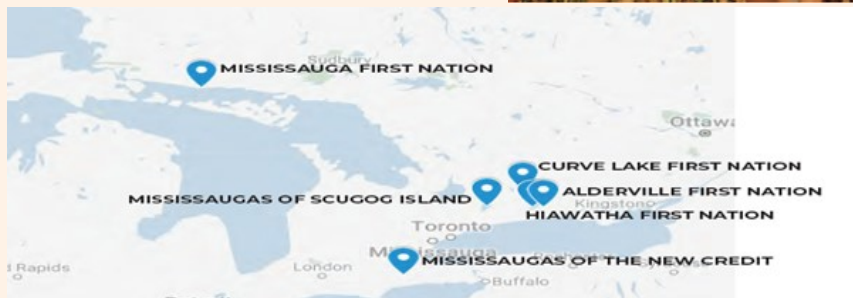 Sudbury
MISSISSAUGA FIRST NATION
Ottawa
CURVE LAKE FIRST NATION
MISSISSAUGAS OF SCUGOG ISLAND
ALDERVILLE FIRST NATION
Kingston
HIAWATHA FIRST NATION
Toronto
Mississauga
MISSISSAUGAS OF THE NEW CREDIT
d Rapids
London
Buffalo